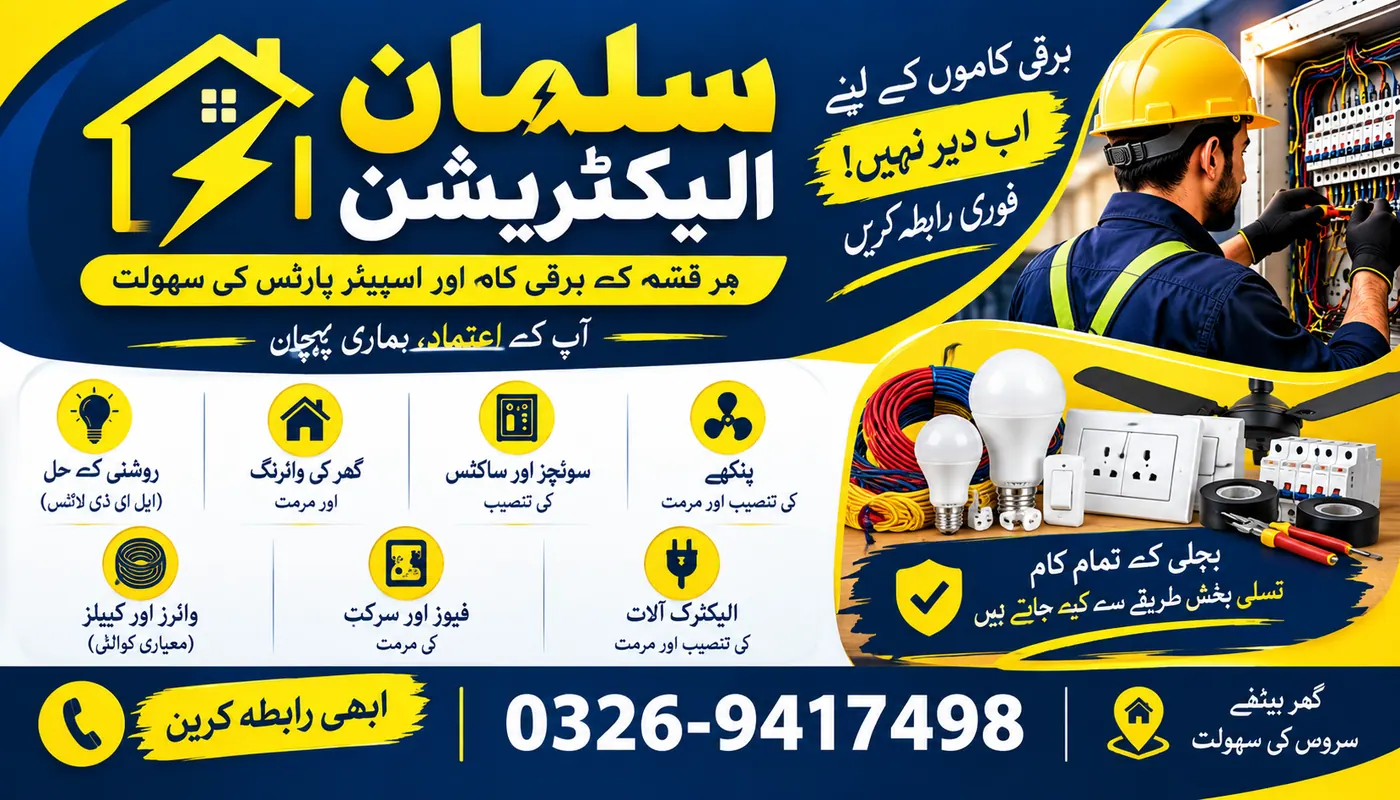 سلمان
الیکٹریشن
ہر قسم کے برقی کام اور اسپیئر پارٹس کی سہولت
آپ کے اعتماد، ہماری پہچان
برقی کاموں کے لیئے
اب دیر نہیں!
فوری رابطہ کریں
پنکھے
کی تنصیب اور مرمت
سوئچز اور ساکٹس
کی تنصیب
گھر کی وائرنگ
اور مرمت
روشنی کے حل
(ایل ای ڈی لائٹس)
الیکٹرک آلات
کی تنصیب اور مرمت
فیوز اور سرکٹ
کی مرمت
وائرز اور کیبلز
(معیاری کوالٹی)
بجلی کے تمام کام
تسلی بخش طریقے سے کیے جاتے ہیں
ابھی رابطہ کریں
0326-9417498
گھر بیٹھے
سروس کی سہولت